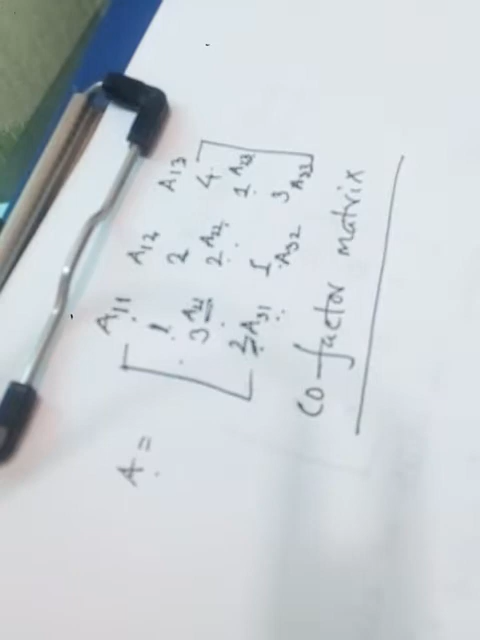 A11 A12 A13
A = [ 1 2 4
3 A21 2 A22 1 A23
2 A31 1 A32 3 A33 ]
Co-factor matrix